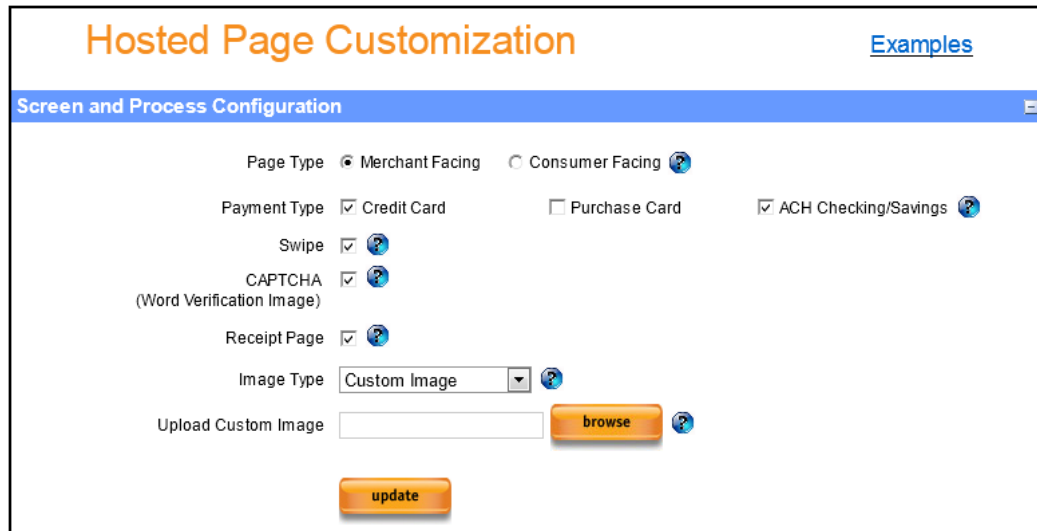 Hosted Page Customization
Examples
Screen and Process Configuration
Page Type Merchant Facing Consumer Facing
Payment Type Credit Card Purchase Card ACH Checking/Savings
Swipe
CAPTCHA
(Word Verification Image)
Receipt Page
Image Type Custom Image
Upload Custom Image browse
update